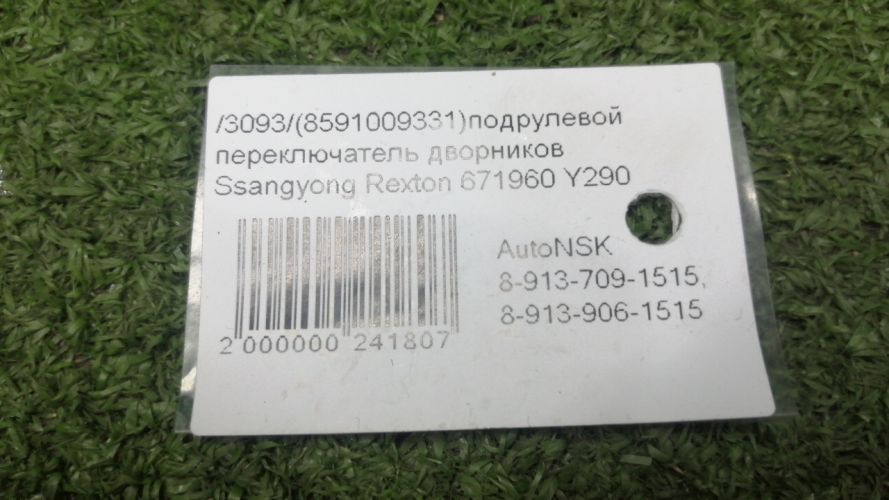 /3093/(8591009331)подрулевой
переключатель дворников
Ssangyong Rexton 671960 Y290
AutoNSK
8-913-709-1515,
8-913-906-1515
2 000000 241807